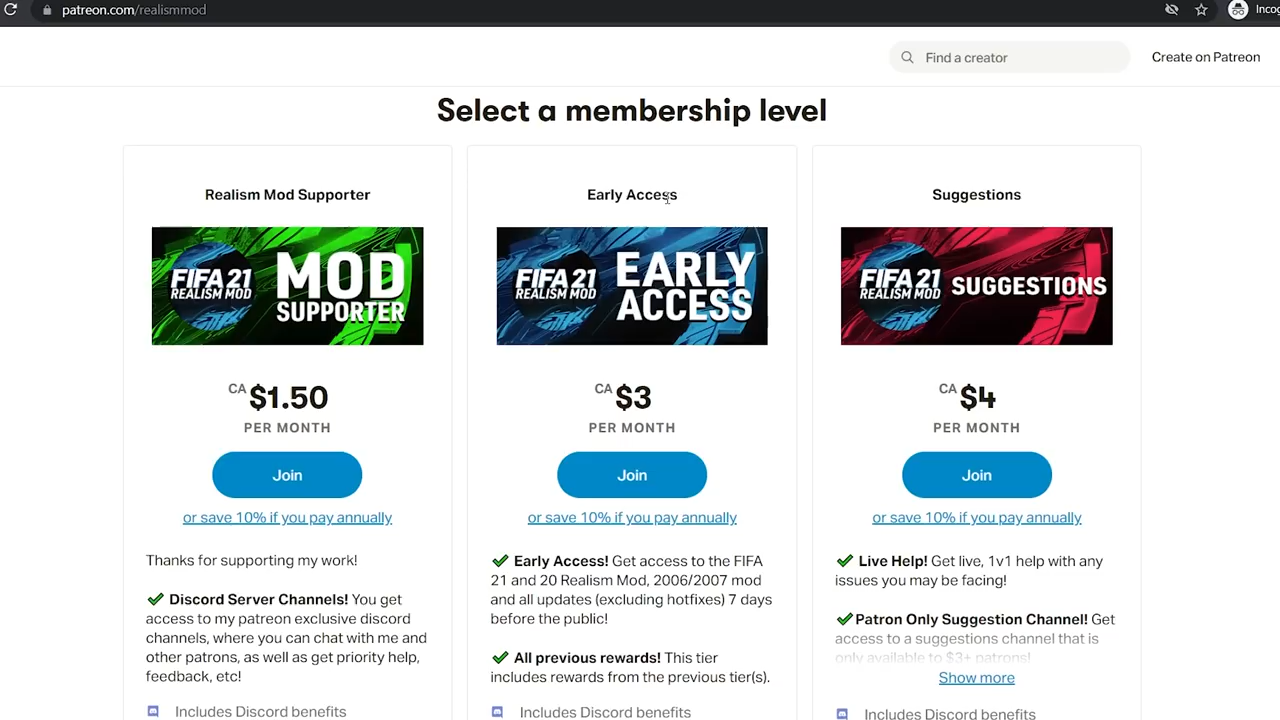 patreon.com/realismmod
Incog
Find a creator
Create on Patreon
Select a membership level
Realism Mod Supporter
FIFA 21
REALISM MOD
MOD
SUPPORTER
CA $1.50
PER MONTH
Join
or save 10% if you pay annually
Thanks for supporting my work!
Discord Server Channels! You get
access to my patreon exclusive discord
channels, where you can chat with me and
other patrons, as well as get priority help,
feedback, etc!
Includes Discord benefits
Early Access
FIFA 21
REALISM MOD
EARLY
ACCESS
CA $3
PER MONTH
Join
or save 10% if you pay annually
Early Access! Get access to the FIFA
21 and 20 Realism Mod, 2006/2007 mod
and all updates (excluding hotfixes) 7 days
before the public!
All previous rewards! This tier
includes rewards from the previous tier(s).
Includes Discord benefits
Suggestions
FIFA 21
REALISM MOD
SUGGESTIONS
CA $4
PER MONTH
Join
or save 10% if you pay annually
Live Help! Get live, 1v1 help with any
issues you may be facing!
Patron Only Suggestion Channel! Get
access to a suggestions channel that is
only available to $3+ patrons!
Show more
Includes Discord benefits